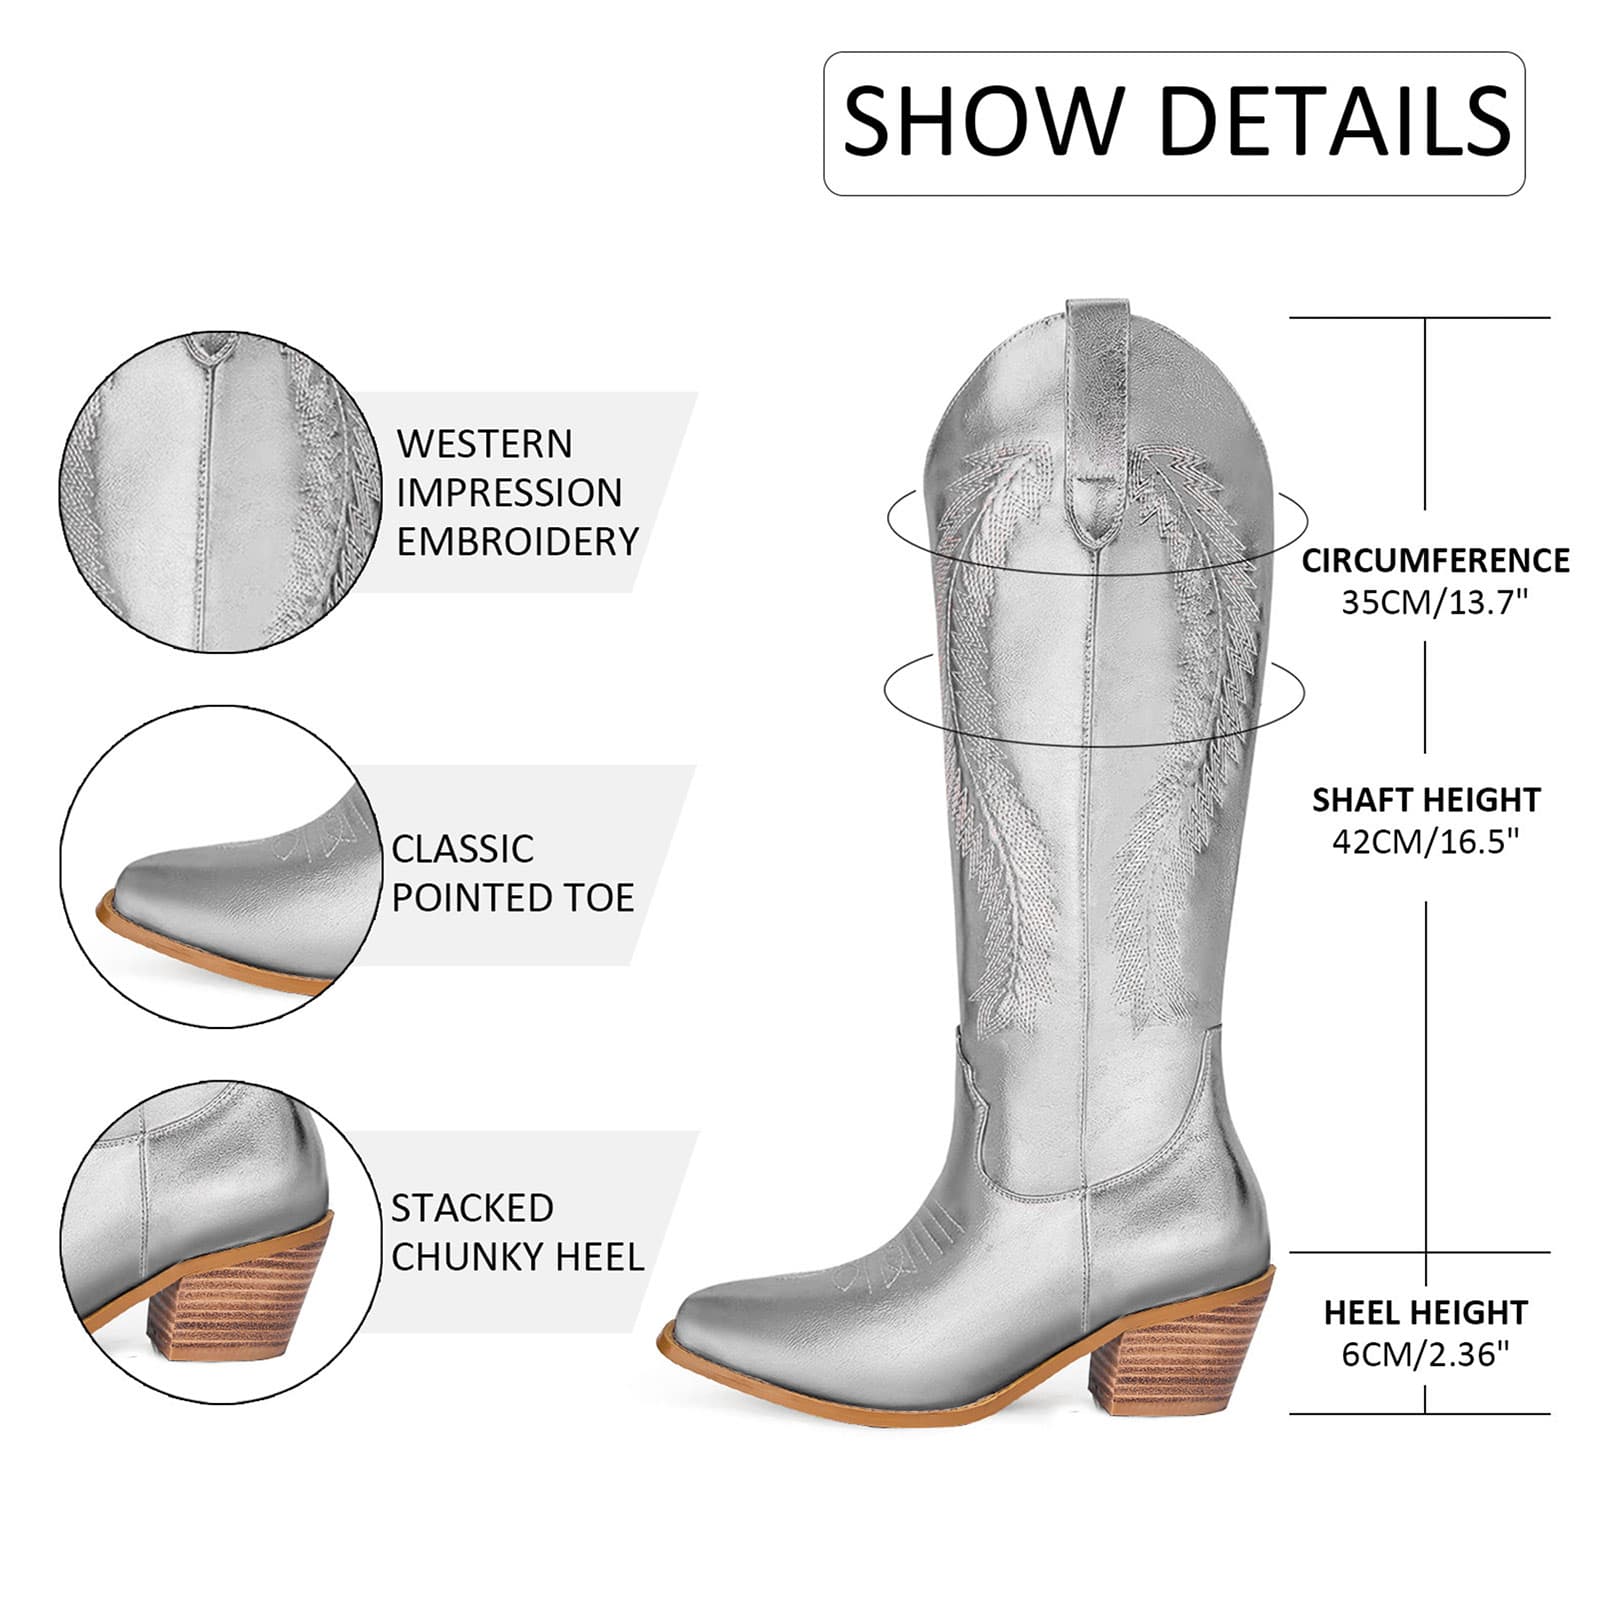 SHOW DETAILS
WESTERN
IMPRESSION
EMBROIDERY
CLASSIC
POINTED TOE
STACKED
CHUNKY HEEL
CIRCUMFERENCE
35CM/13.7"
SHAFT HEIGHT
42CM/16.5"
HEEL HEIGHT
6CM/2.36"